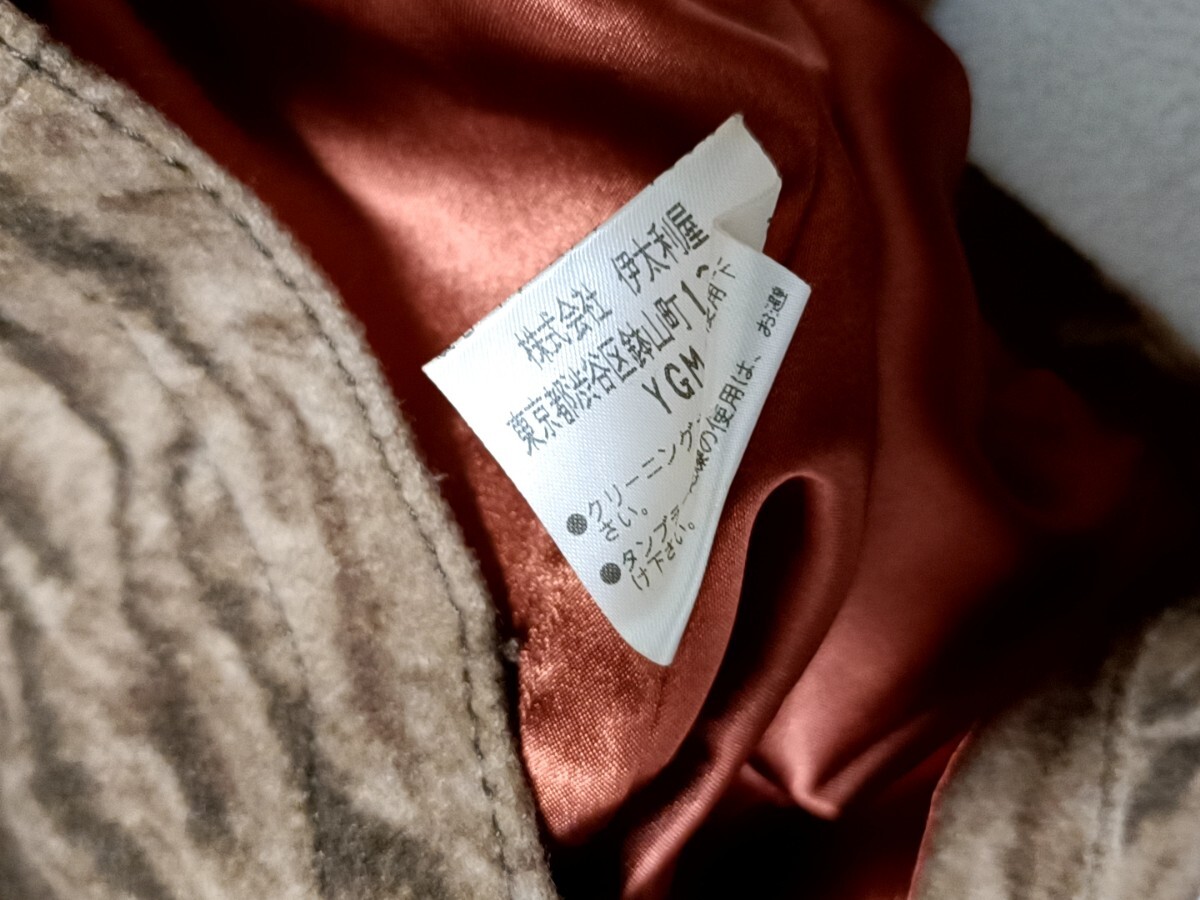 株式会社 伊太利屋
東京都渋谷区鉢山町1
YGM
●クリーニング
用下
さい。
●タンブラ
の使用は、お避
け下さい。